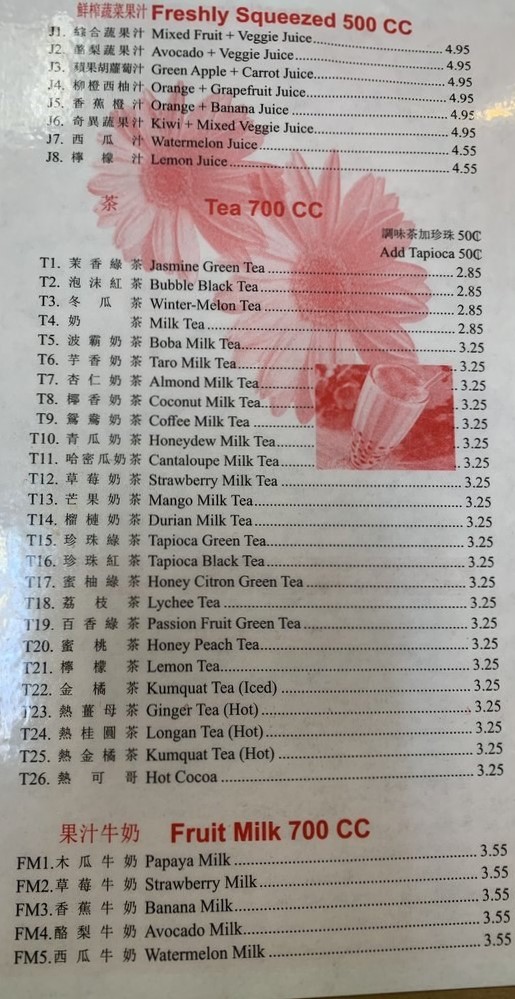 鮮榨蔬菜果汁 Freshly Squeezed 500 CC
J1. 綜合蔬果汁 Mixed Fruit + Veggie Juice 4.95
J2. 酪梨蔬果汁 Avocado + Veggie Juice 4.95
J3. 蘋果胡蘿蔔汁 Green Apple + Carrot Juice 4.95
J4. 柳橙西柚汁 Orange + Grapefruit Juice 4.95
J5. 香蕉橙汁 Orange + Banana Juice 4.95
J6. 奇異蔬果汁 Kiwi + Mixed Veggie Juice 4.95
J7. 西瓜汁 Watermelon Juice 4.55
J8. 檸檬汁 Lemon Juice 4.55
茶 Tea 700 CC
調味茶加珍珠 50₵
Add Tapioca 50₵
T1. 茉香綠茶 Jasmine Green Tea 2.85
T2. 泡沫紅茶 Bubble Black Tea 2.85
T3. 冬瓜茶 Winter-Melon Tea 2.85
T4. 奶茶 Milk Tea 2.85
T5. 波霸奶茶 Boba Milk Tea 3.25
T6. 芋香奶茶 Taro Milk Tea 3.25
T7. 杏仁奶茶 Almond Milk Tea 3.25
T8. 椰香奶茶 Coconut Milk Tea 3.25
T9. 鴛鴦奶茶 Coffee Milk Tea 3.25
T10. 青瓜奶茶 Honeydew Milk Tea 3.25
T11. 哈密瓜奶茶 Cantaloupe Milk Tea 3.25
T12. 草莓奶茶 Strawberry Milk Tea 3.25
T13. 芒果奶茶 Mango Milk Tea 3.25
T14. 榴槤奶茶 Durian Milk Tea 3.25
T15. 珍珠綠茶 Tapioca Green Tea 3.25
T16. 珍珠紅茶 Tapioca Black Tea 3.25
T17. 蜜柚綠茶 Honey Citron Green Tea 3.25
T18. 荔枝茶 Lychee Tea 3.25
T19. 百香綠茶 Passion Fruit Green Tea 3.25
T20. 蜜桃茶 Honey Peach Tea 3.25
T21. 檸檬茶 Lemon Tea 3.25
T22. 金橘茶 Kumquat Tea (Iced) 3.25
T23. 熱薑母茶 Ginger Tea (Hot) 3.25
T24. 熱桂圓茶 Longan Tea (Hot) 3.25
T25. 熱金橘茶 Kumquat Tea (Hot) 3.25
T26. 熱可哥 Hot Cocoa 3.25
果汁牛奶 Fruit Milk 700 CC
FM1. 木瓜牛奶 Papaya Milk 3.55
FM2. 草莓牛奶 Strawberry Milk 3.55
FM3. 香蕉牛奶 Banana Milk 3.55
FM4. 酪梨牛奶 Avocado Milk 3.55
FM5. 西瓜牛奶 Watermelon Milk 3.55